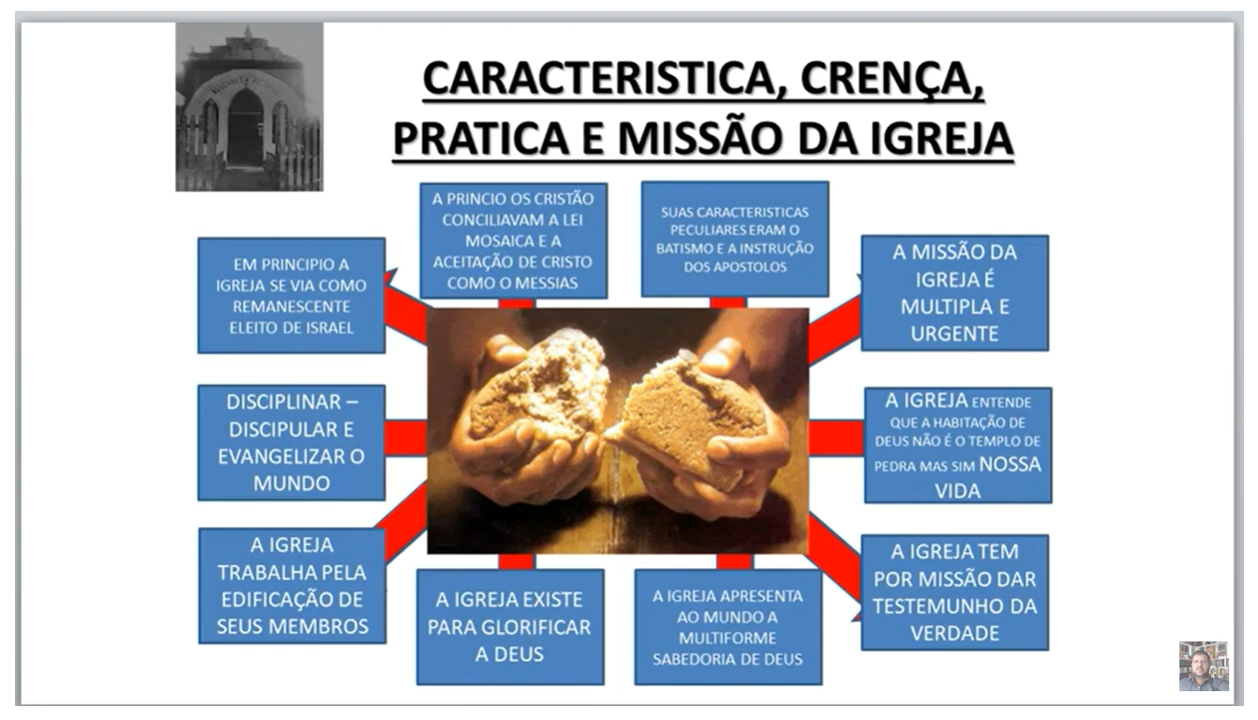 CARACTERISTICA, CRENÇA,
PRATICA E MISSÃO DA IGREJA
A PRINCIO OS CRISTÃO
CONCILIAVAM A LEI
MOSAICA E A
ACEITAÇÃO DE CRISTO
COMO O MESSIAS
SUAS CARACTERISTICAS
PECULIARES ERAM O
BATISMO E A INSTRUÇÃO
DOS APOSTOLOS
EM PRINCIPIO A
IGREJA SE VIA COMO
REMANESCENTE
ELEITO DE ISRAEL
A MISSÃO DA
IGREJA É
MULTIPLA E
URGENTE
DISCIPLINAR –
DISCIPULAR E
EVANGELIZAR O
MUNDO
A IGREJA ENTENDE
QUE A HABITAÇÃO DE
DEUS NÃO É O TEMPLO DE
PEDRA MAS SIM NOSSA
VIDA
A IGREJA
TRABALHA PELA
EDIFICAÇÃO DE
SEUS MEMBROS
A IGREJA EXISTE
PARA GLORIFICAR
A DEUS
A IGREJA APRESENTA
AO MUNDO A
MULTIFORME
SABEDORIA DE DEUS
A IGREJA TEM
POR MISSÃO DAR
TESTEMUNHO DA
VERDADE